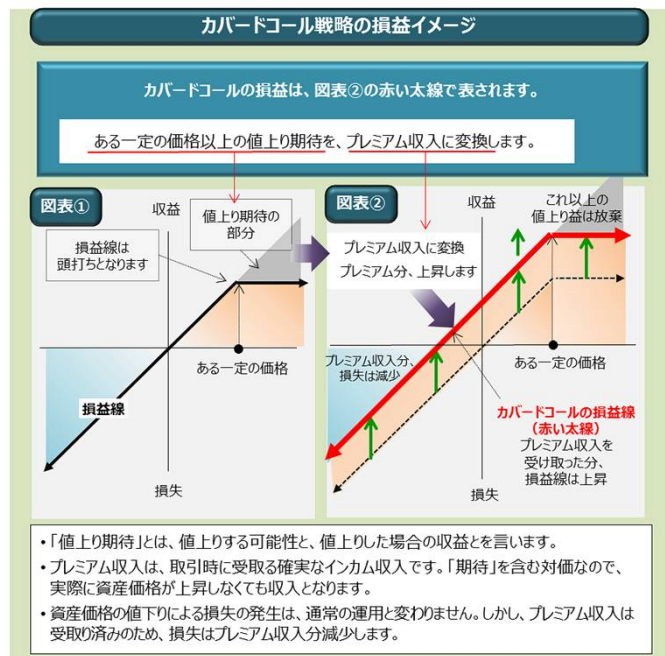 カバードコール戦略の損益イメージ
カバードコールの損益は、図表②の赤い太線で表されます。
ある一定の価格以上の値上り期待を、プレミアム収入に変換します。
図表①
収益
値上り期待の
部分
損益線は
頭打ちとなります
ある一定の価格
損益線
損失
図表②
収益
これ以上の
値上り益は放棄
プレミアム収入に変換
プレミアム分、上昇します
ある一定の価格
プレミアム収入分、
損失は減少
カバードコールの損益線
(赤い太線)
プレミアム収入を
受け取った分、
損益線は上昇
損失
・「値上り期待」とは、値上りする可能性と、値上りした場合の収益とを言います。
・プレミアム収入は、取引時に受取る確実なインカム収入です。「期待」を含む対価なので、
実際に資産価格が上昇しなくても収入となります。
・資産価格の値下りによる損失の発生は、通常の運用と変わりません。しかし、プレミアム収入は
受取り済みのため、損失はプレミアム収入分減少します。